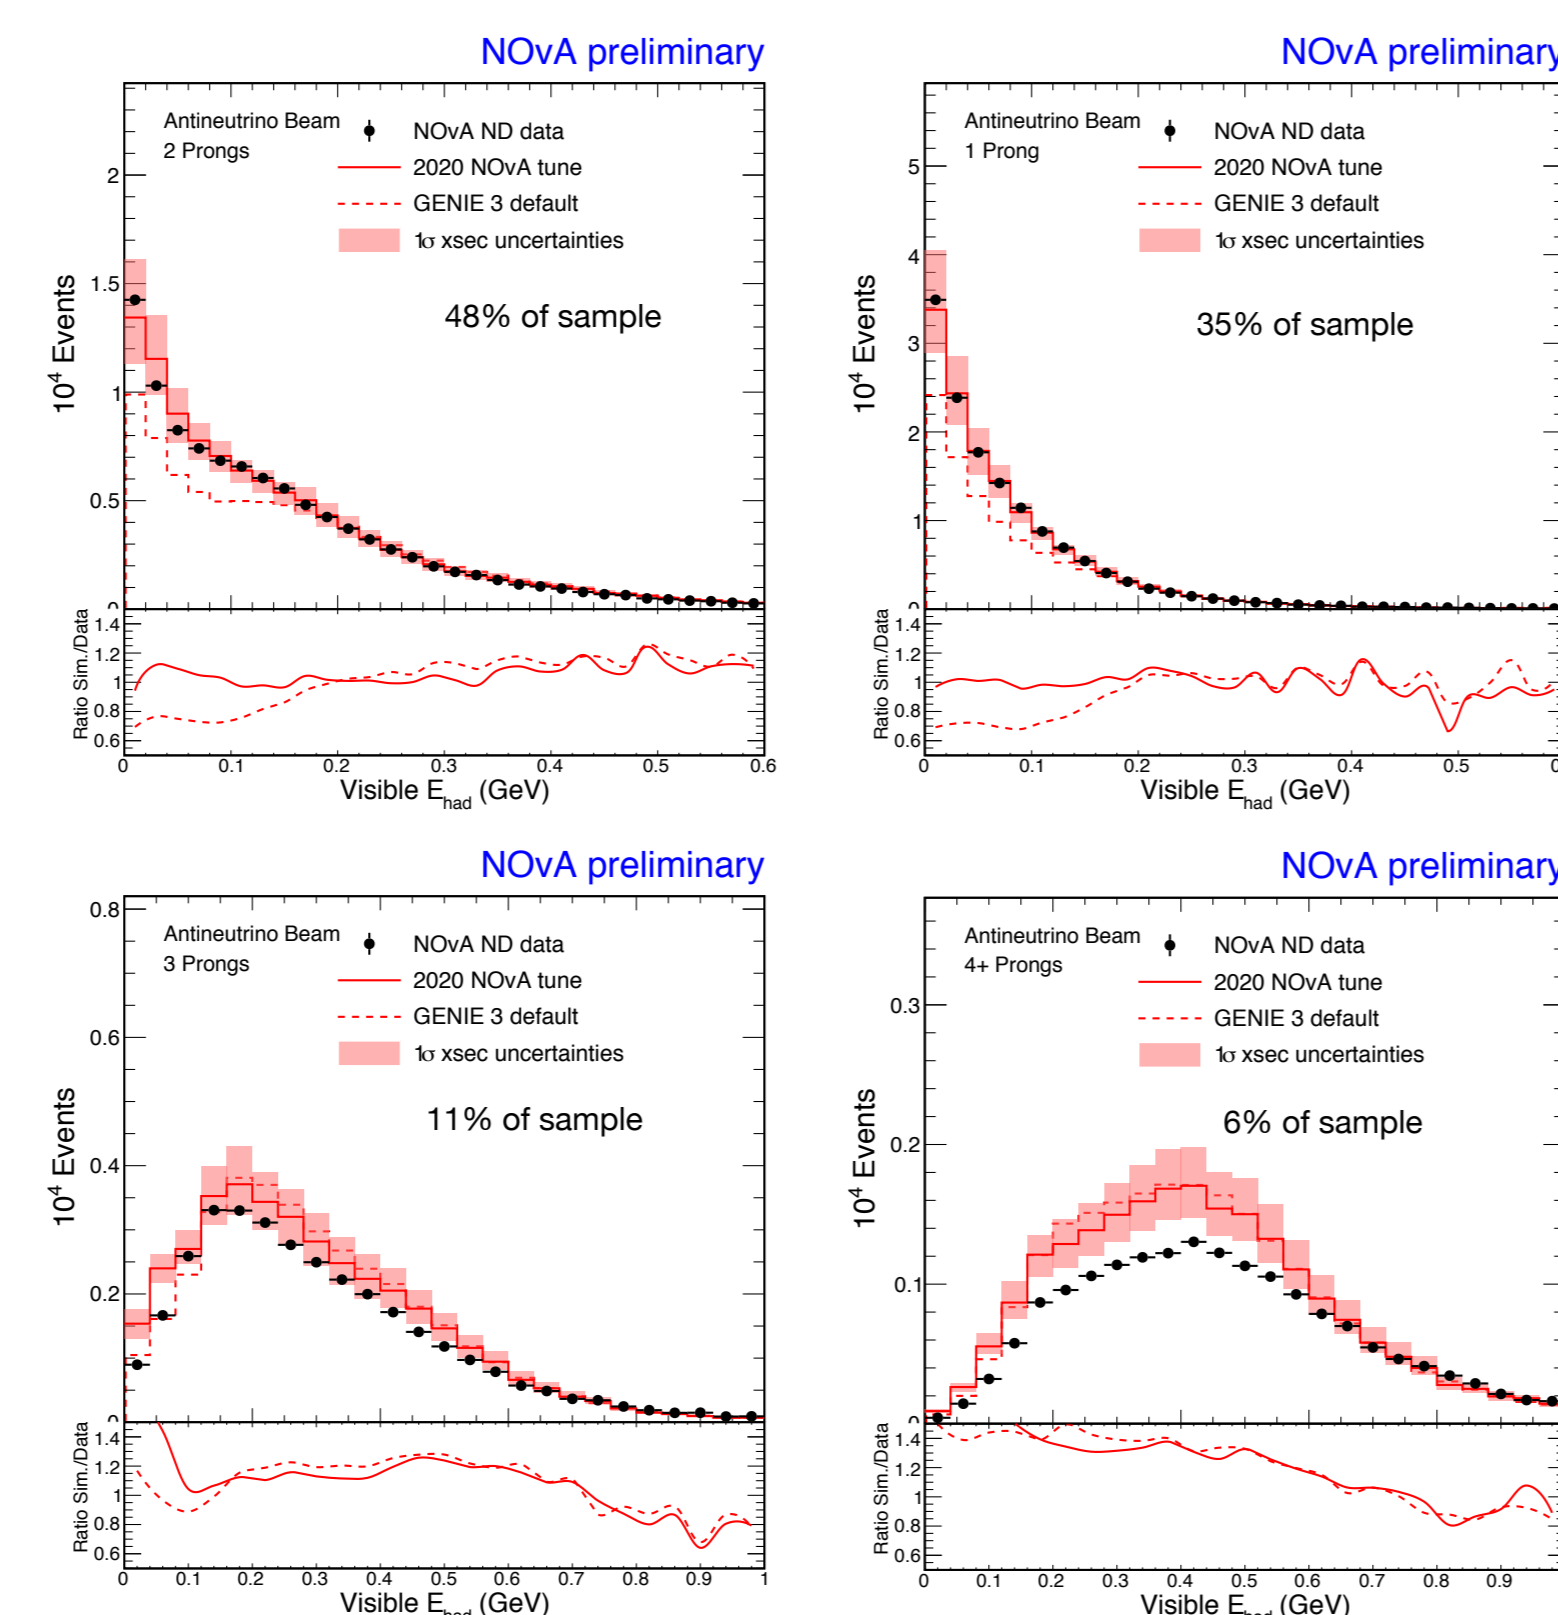 NOvA preliminary
Antineutrino Beam
2 Prongs
NOvA ND data
2020 NOvA tune
GENIE 3 default
1σ xsec uncertainties
48% of sample
10⁴ Events
2
1.5
1
0.5
0
Ratio Sim./Data
1.4
1.2
1
0.8
0.6
0 0.1 0.2 0.3 0.4 0.5 0.6
Visible E_had (GeV)
NOvA preliminary
Antineutrino Beam
1 Prong
NOvA ND data
2020 NOvA tune
GENIE 3 default
1σ xsec uncertainties
35% of sample
10⁴ Events
5
4
3
2
1
0
Ratio Sim./Data
1.4
1.2
1
0.8
0.6
0 0.1 0.2 0.3 0.4 0.5
Visible E_had (GeV)
NOvA preliminary
Antineutrino Beam
3 Prongs
NOvA ND data
2020 NOvA tune
GENIE 3 default
1σ xsec uncertainties
11% of sample
10⁴ Events
0.8
0.6
0.4
0.2
0
Ratio Sim./Data
1.4
1.2
1
0.8
0.6
0 0.1 0.2 0.3 0.4 0.5 0.6 0.7 0.8 0.9 1
Visible E_had (GeV)
NOvA preliminary
Antineutrino Beam
4+ Prongs
NOvA ND data
2020 NOvA tune
GENIE 3 default
1σ xsec uncertainties
6% of sample
10⁴ Events
0.3
0.2
0.1
0
Ratio Sim./Data
1.4
1.2
1
0.8
0.6
0 0.1 0.2 0.3 0.4 0.5 0.6 0.7 0.8 0.9
Visible E_had (GeV)